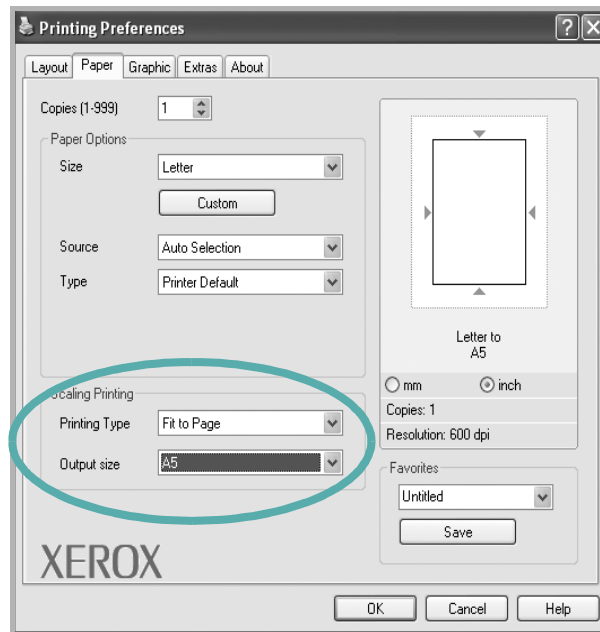 Printing Preferences
Layout Paper Graphic Extras About
Copies (1-999) 1
Paper Options
Size Letter
Custom
Source Auto Selection
Type Printer Default
Letter to
A5
mm inch
Copies: 1
Resolution: 600 dpi
Scaling Printing
Printing Type Fit to Page
Output size A5
Favorites
Untitled
Save
XEROX
OK Cancel Help